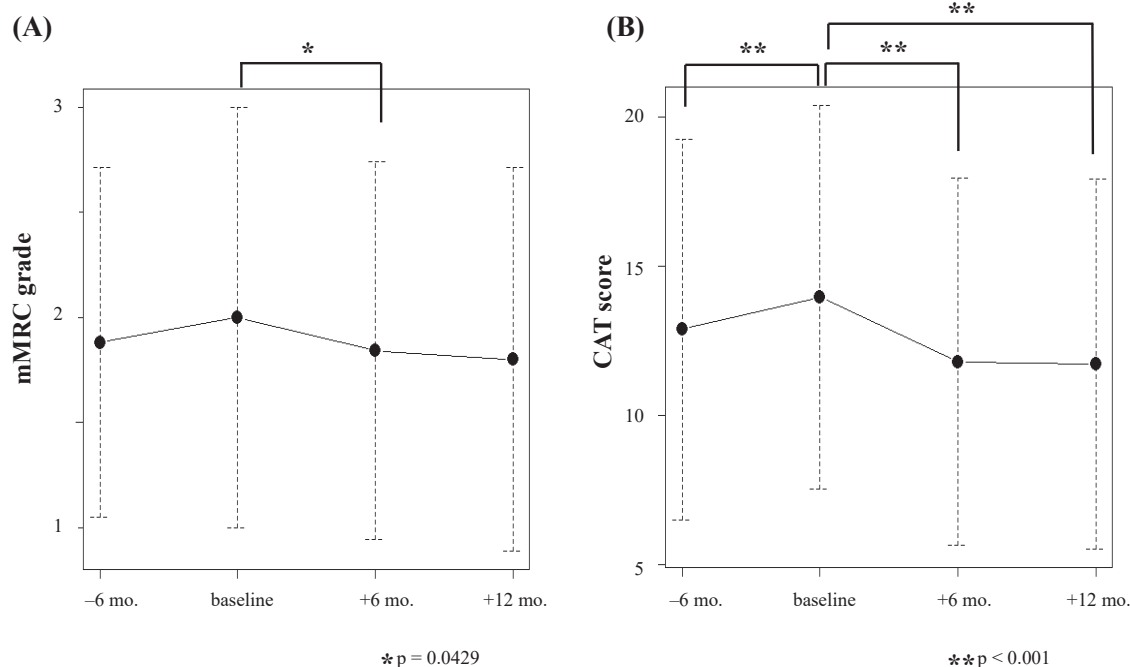 (A)
*
3
2
1
mMRC grade
–6 mo.
baseline
+6 mo.
+12 mo.
*p = 0.0429
(B)
**
**
**
20
15
10
5
CAT score
–6 mo.
baseline
+6 mo.
+12 mo.
**p < 0.001